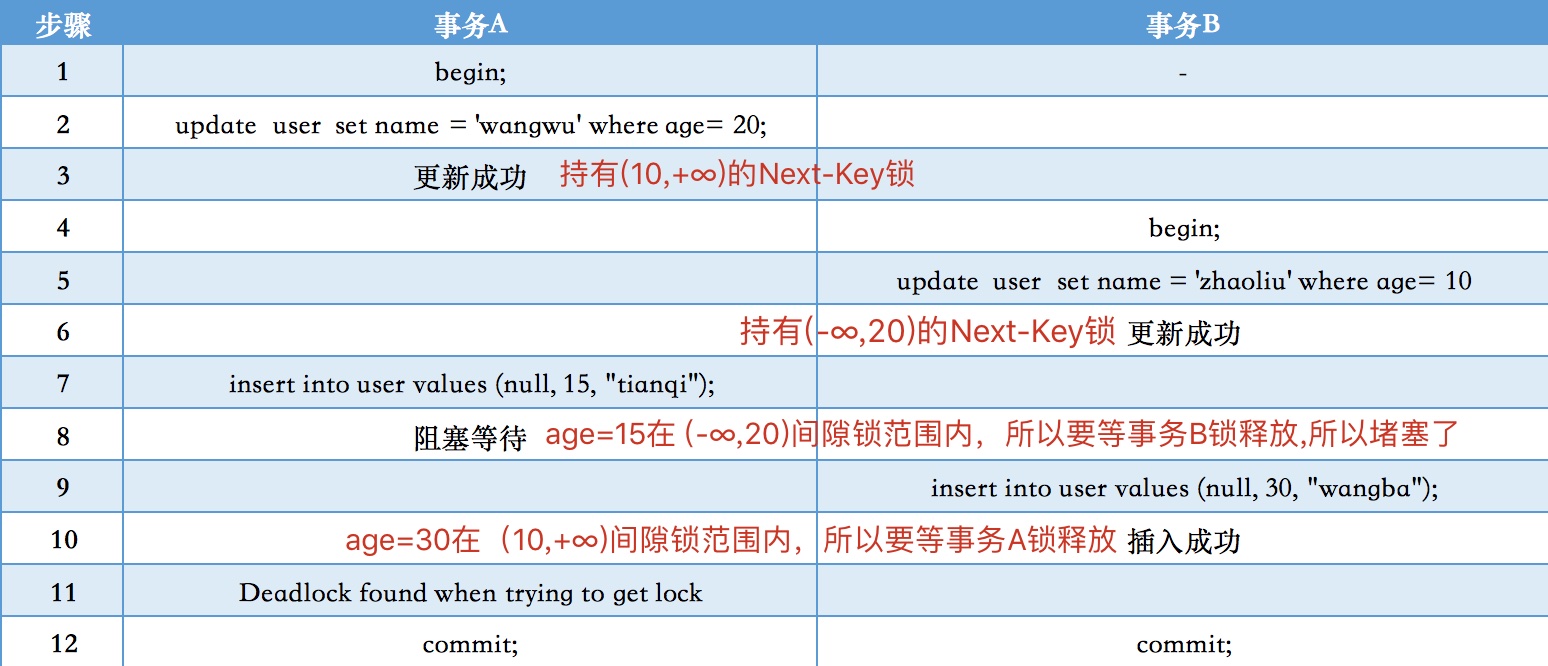 步骤 事务A 事务B
1 begin; -
2 update user set name = 'wangwu' where age= 20;
3 更新成功 持有(10,+∞)的Next-Key锁
4 begin;
5 update user set name = 'zhaoliu' where age= 10
6 持有(-∞,20)的Next-Key锁 更新成功
7 insert into user values (null, 15, "tianqi");
8 阻塞等待 age=15在 (-∞,20)间隙锁范围内，所以要等事务B锁释放,所以堵塞了
9 insert into user values (null, 30, "wangba");
10 age=30在（10,+∞)间隙锁范围内，所以要等事务A锁释放 插入成功
11 Deadlock found when trying to get lock
12 commit; commit;